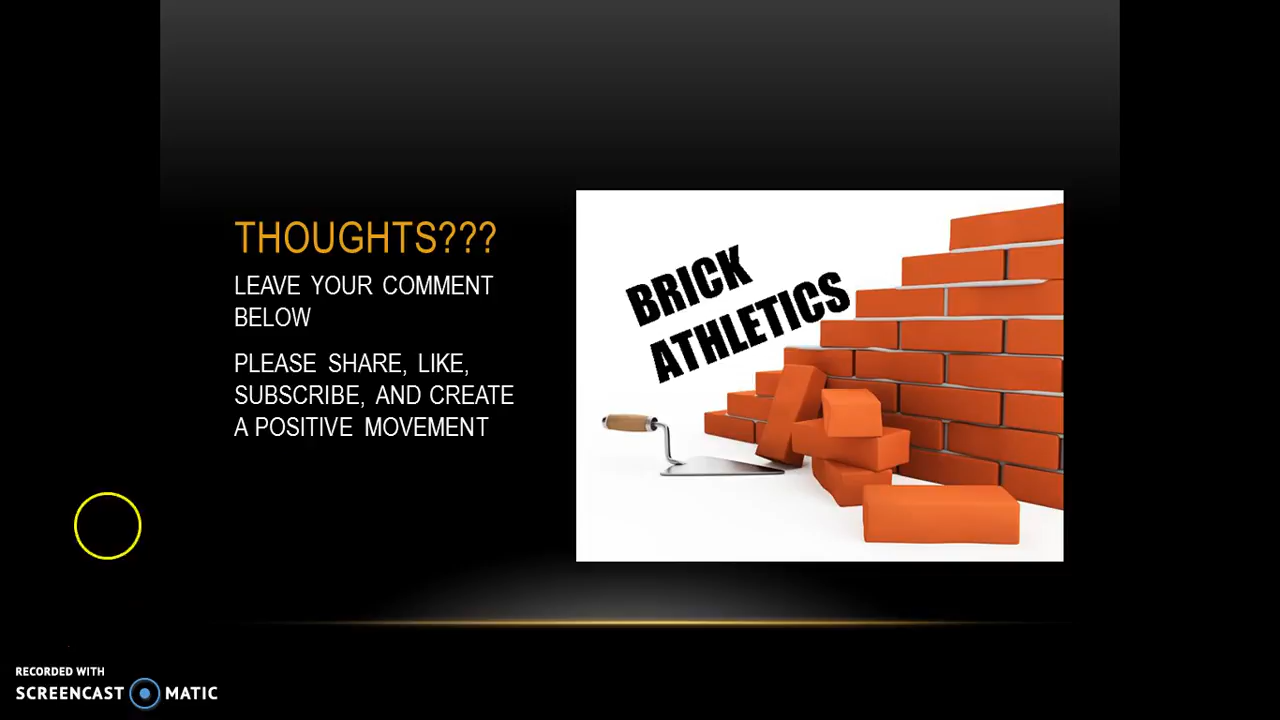 THOUGHTS???
LEAVE YOUR COMMENT
BELOW
PLEASE SHARE, LIKE,
SUBSCRIBE, AND CREATE
A POSITIVE MOVEMENT
BRICK
ATHLETICS
RECORDED WITH
SCREENCAST MATIC